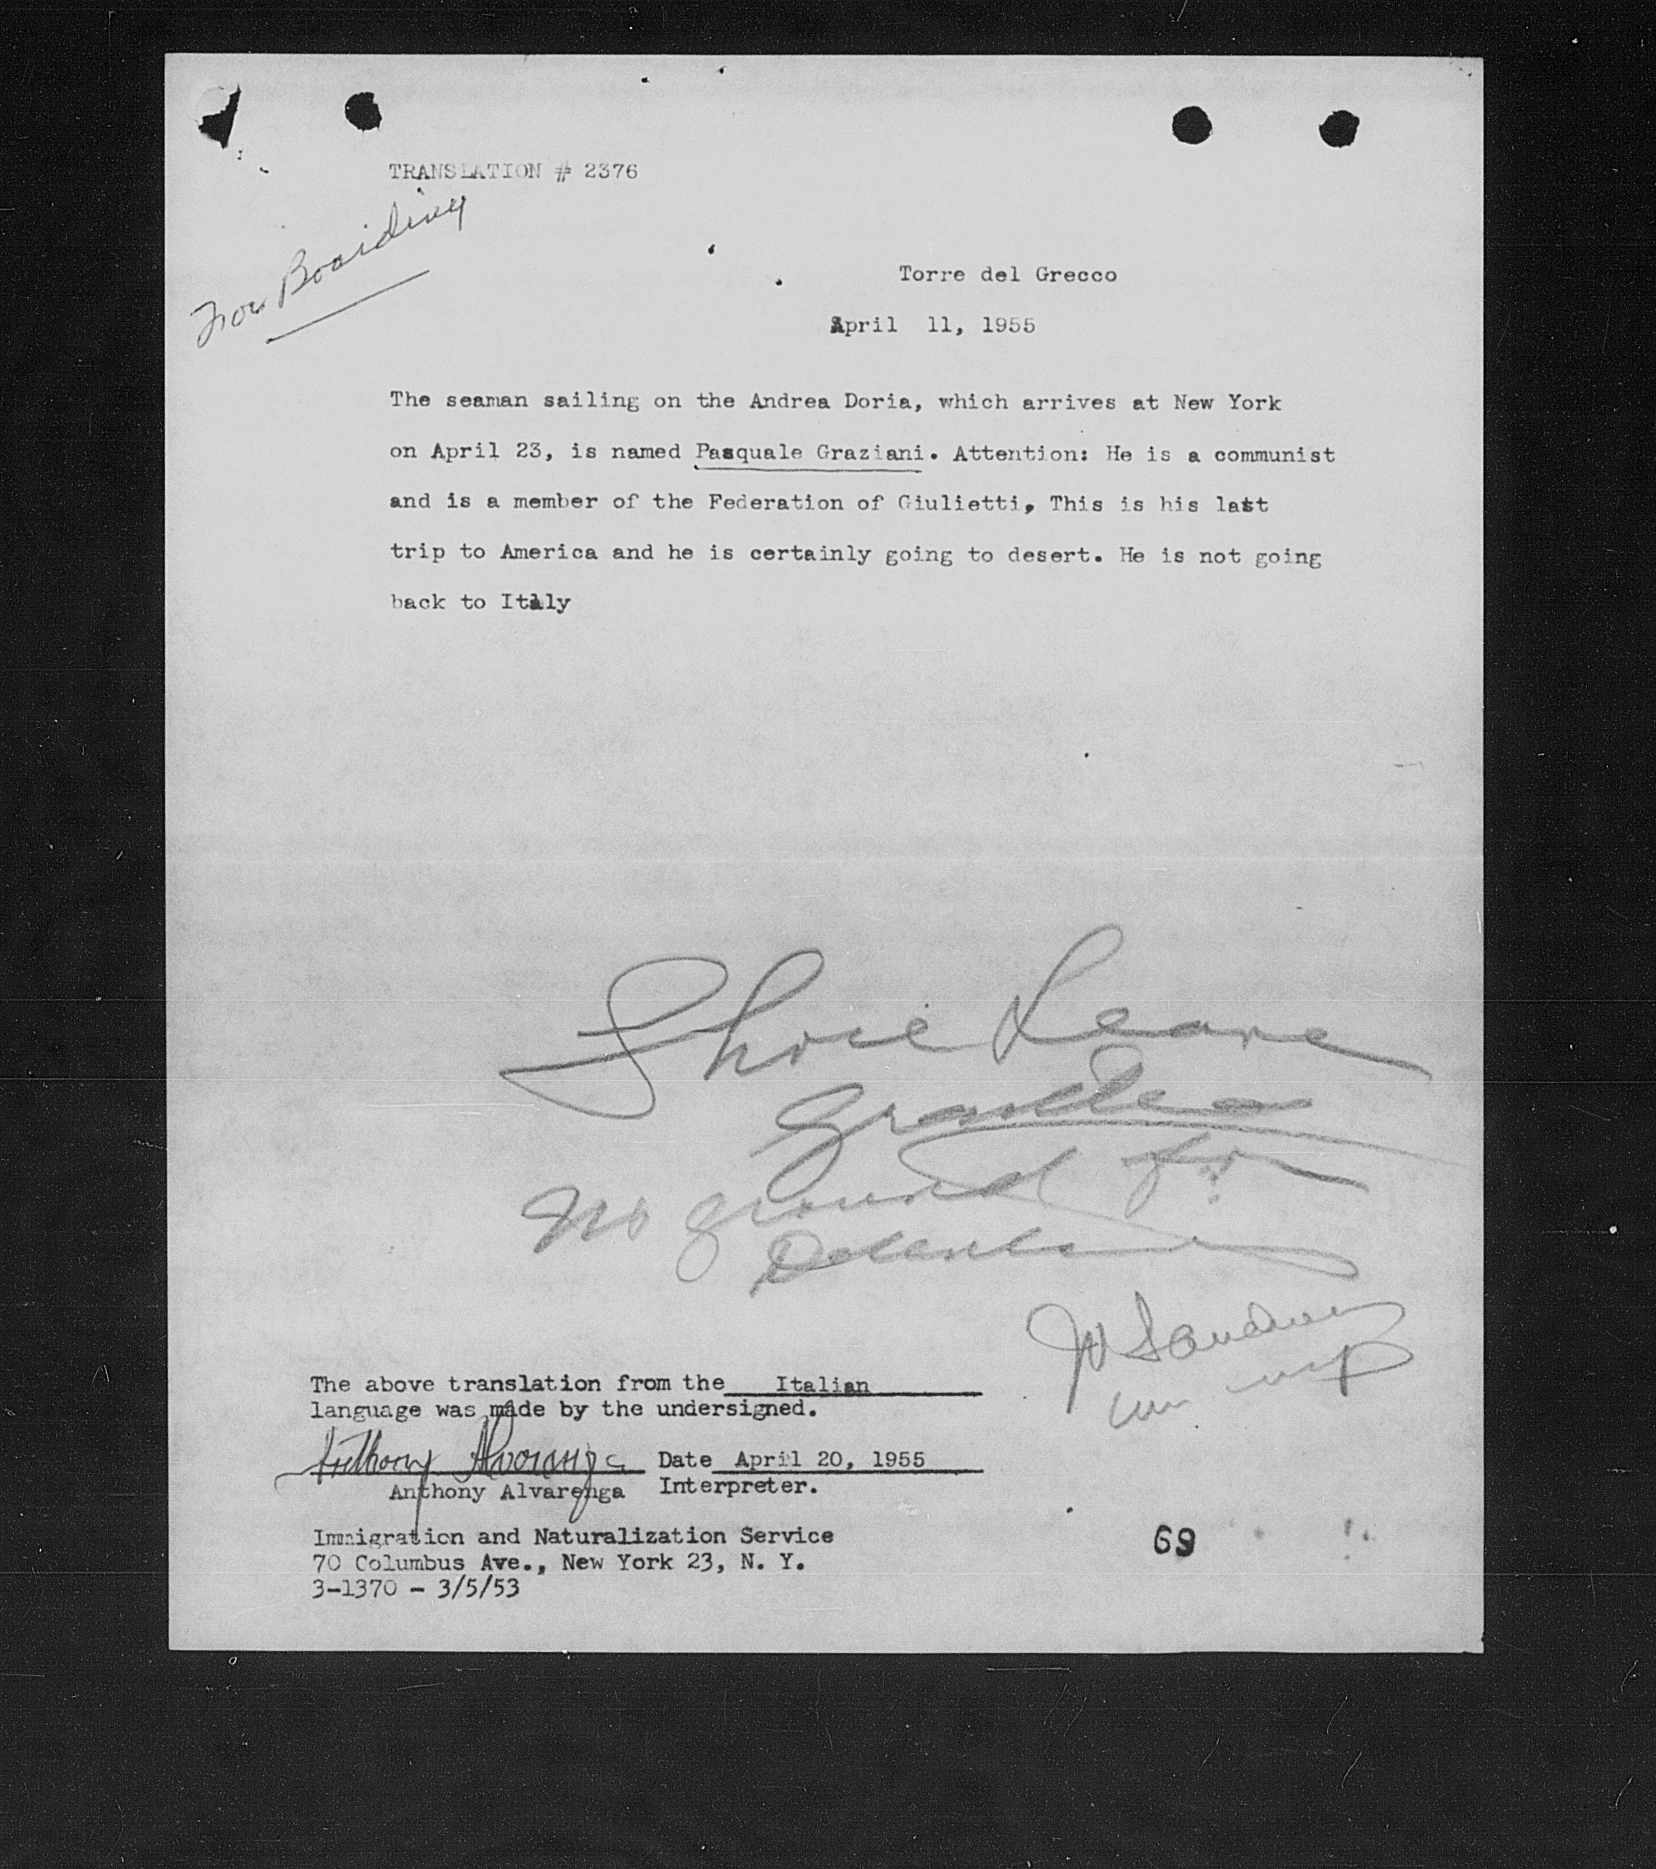 TRANSLATION # 2376
For Boarding
Torre del Grecco
April 11, 1955
The seaman sailing on the Andrea Doria, which arrives at New York
on April 23, is named Pasquale Graziani. Attention: He is a communist
and is a member of the Federation of Giulietti, This is his last
trip to America and he is certainly going to desert. He is not going
back to Italy
Shore Leave
granted
No ground for
Detention
The above translation from the Italian
language was made by the undersigned.
Anthony Alvarenga Date April 20, 1955
Anthony Alvarenga Interpreter.
Immigration and Naturalization Service
70 Columbus Ave., New York 23, N. Y.
3-1370 - 3/5/53
69